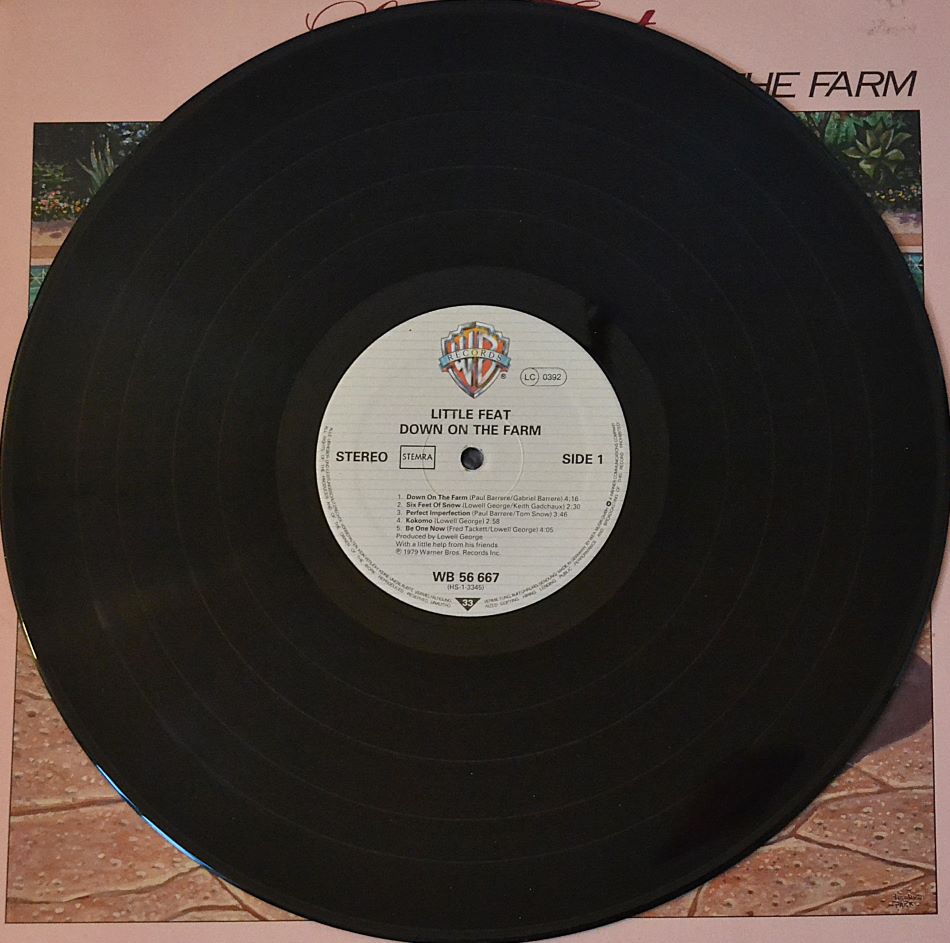 THE FARM
WB
RECORDS
®
LC 0392
LITTLE FEAT
DOWN ON THE FARM
STEREO STEMRA SIDE 1
1. Down On The Farm (Paul Barrere/Gabriel Barrere) 4:16
2. Six Feet Of Snow (Lowell George/Keith Gadchaux) 2:30
3. Perfect Imperfection (Paul Barrere/Tom Snow) 3:46
4. Kokomo (Lowell George) 2:58
5. Be One Now (Fred Tackett/Lowell George) 4:05
Produced by Lowell George
With a little help from his friends
℗ 1979 Warner Bros. Records Inc.
WB 56 667
(HS-1-3345)
33